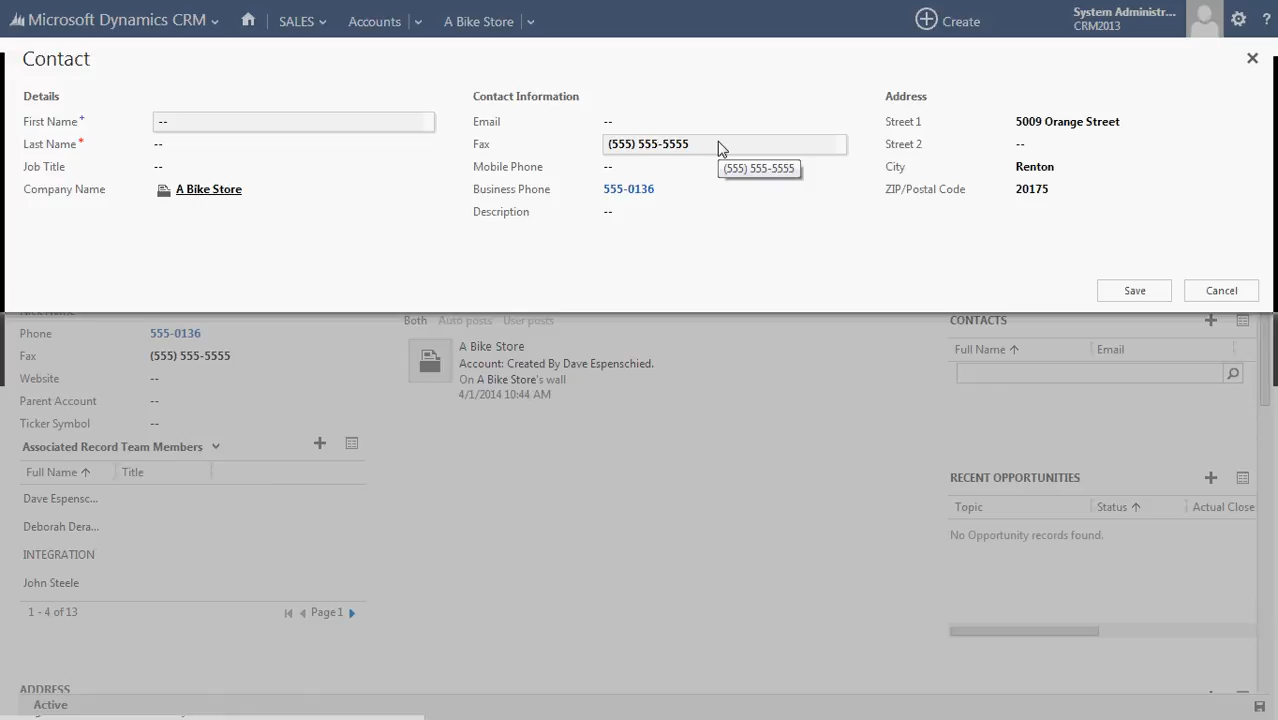 Microsoft Dynamics CRM
SALES
Accounts
A Bike Store
Create
System Administr...
CRM2013
?
Contact
Details
First Name *
--
Last Name *
--
Job Title
--
Company Name
A Bike Store
Contact Information
Email
--
Fax
(555) 555-5555
(555) 555-5555
Mobile Phone
--
Business Phone
555-0136
Description
--
Address
Street 1
5009 Orange Street
Street 2
--
City
Renton
ZIP/Postal Code
20175
Save
Cancel
Phone
555-0136
Fax
(555) 555-5555
Website
--
Parent Account
--
Ticker Symbol
--
Associated Record Team Members
Full Name
Title
Dave Espensc...
Deborah Dera...
INTEGRATION
John Steele
1 - 4 of 13
Page 1
ADDRESS
Both
Auto posts
User posts
A Bike Store
Account: Created By Dave Espenschied.
On A Bike Store's wall
4/1/2014 10:44 AM
CONTACTS
Full Name
Email
RECENT OPPORTUNITIES
Topic
Status
Actual Close
No Opportunity records found.
Active